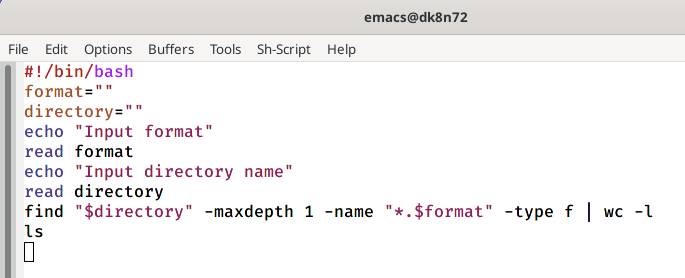 emacs@dk8n72
File Edit Options Buffers Tools Sh-Script Help
#!/bin/bash
format=""
directory=""
echo "Input format"
read format
echo "Input directory name"
read directory
find "$directory" -maxdepth 1 -name "*.$format" -type f | wc -l
ls